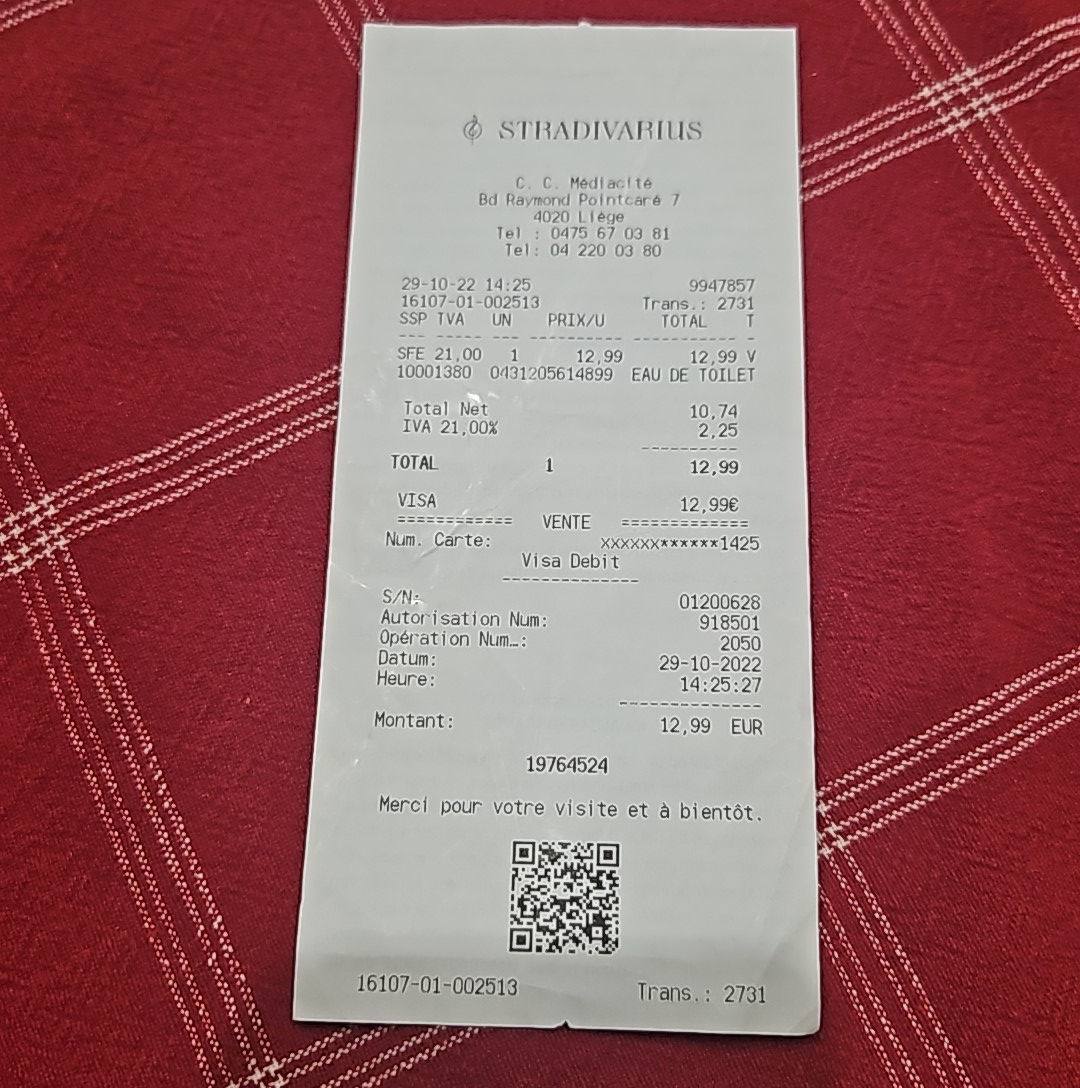 STRADIVARIUS
C. C. Médiacité
Bd Raymond Pointcaré 7
4020 Liége
Tel : 0475 67 03 81
Tel: 04 220 03 80
29-10-22 14:25 9947857
16107-01-002513 Trans.: 2731
SSP TVA UN PRIX/U TOTAL T
--- ----- --- ---------- ----------- -
SFE 21,00 1 12,99 12,99 V
10001380 0431205614899 EAU DE TOILET
Total Net 10,74
IVA 21,00% 2,25
----------
TOTAL 1 12,99
VISA 12,99€
============ VENTE =============
Num. Carte: XXXXXX******1425
Visa Debit
--------------
S/N: 01200628
Autorisation Num: 918501
Opération Num…: 2050
Datum: 29-10-2022
Heure: 14:25:27
--------------
Montant: 12,99 EUR
19764524
Merci pour votre visite et à bientôt.
16107-01-002513 Trans.: 2731